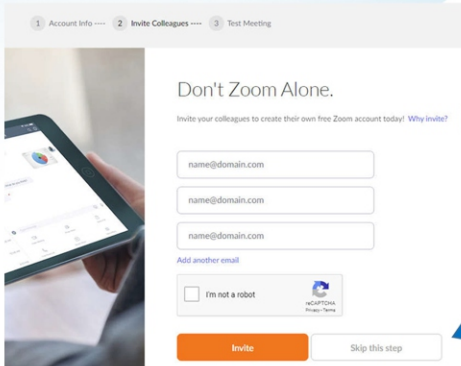 1 Account Info ---- 2 Invite Colleagues ---- 3 Test Meeting
Don't Zoom Alone.
Invite your colleagues to create their own free Zoom account today! Why invite?
name@domain.com
name@domain.com
name@domain.com
Add another email
I'm not a robot
reCAPTCHA
Privacy - Terms
Invite Skip this step